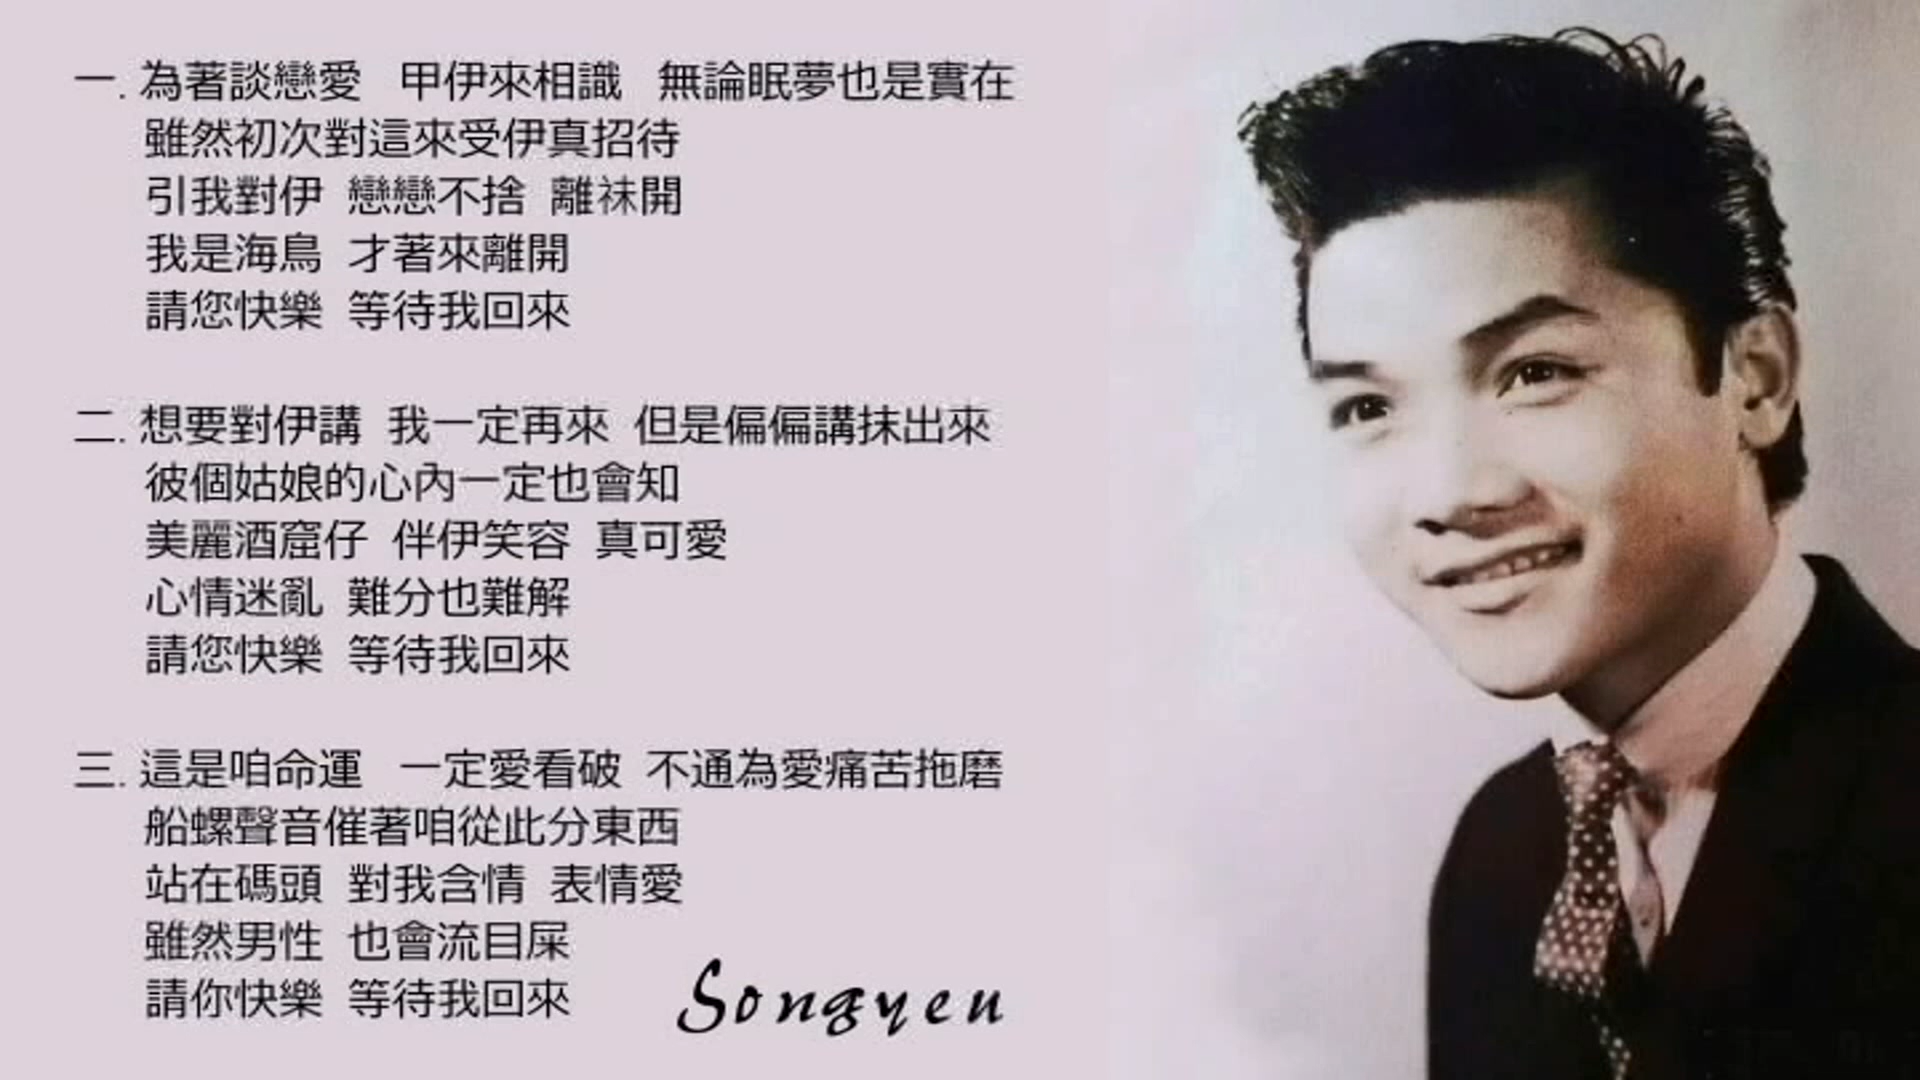 一. 為著談戀愛 甲伊來相識 無論眠夢也是實在
雖然初次對這來受伊真招待
引我對伊 戀戀不捨 離祙開
我是海鳥 才著來離開
請您快樂 等待我回來
二. 想要對伊講 我一定再來 但是偏偏講抹出來
彼個姑娘的心內一定也會知
美麗酒窟仔 伴伊笑容 真可愛
心情迷亂 難分也難解
請您快樂 等待我回來
三. 這是咱命運 一定愛看破 不通為愛痛苦拖磨
船螺聲音催著咱從此分東西
站在碼頭 對我含情 表情愛
雖然男性 也會流目屎
請你快樂 等待我回來
Songyeu